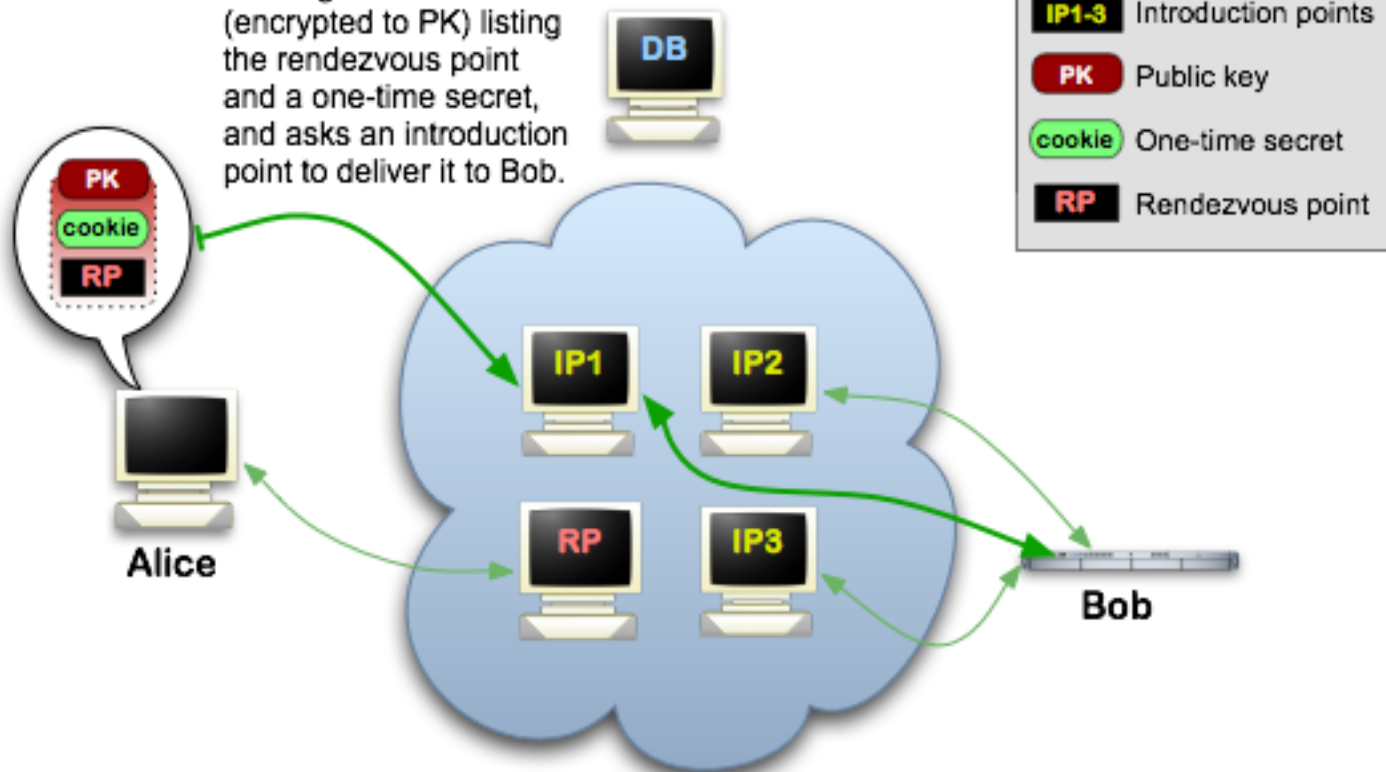 (encrypted to PK) listing
the rendezvous point
and a one-time secret,
and asks an introduction
point to deliver it to Bob.
DB
IP1-3 Introduction points
PK Public key
cookie One-time secret
RP Rendezvous point
PK
cookie
RP
IP1
IP2
RP
IP3
Alice
Bob